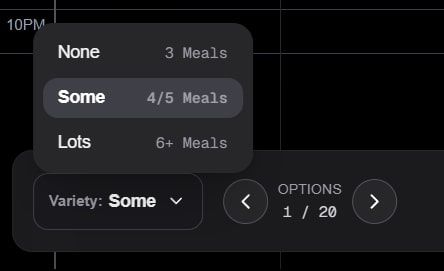 10PM
None 3 Meals
Some 4/5 Meals
Lots 6+ Meals
Variety: Some
OPTIONS
1 / 20